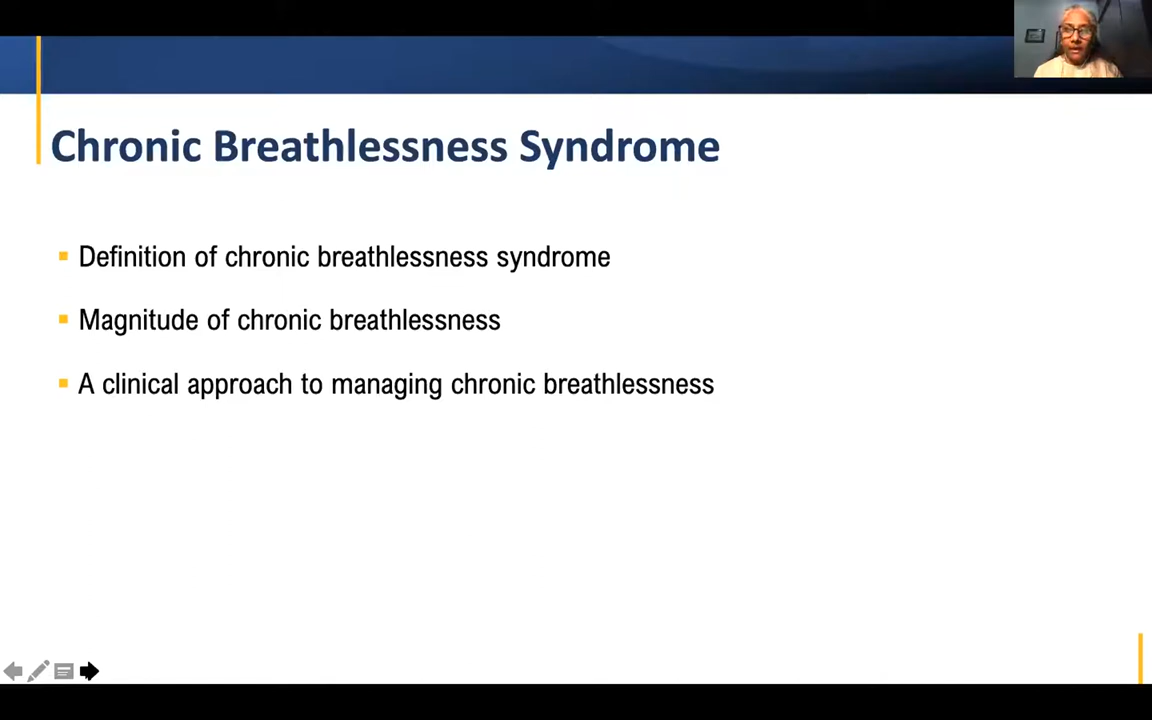 Chronic Breathlessness Syndrome
Definition of chronic breathlessness syndrome
Magnitude of chronic breathlessness
A clinical approach to managing chronic breathlessness